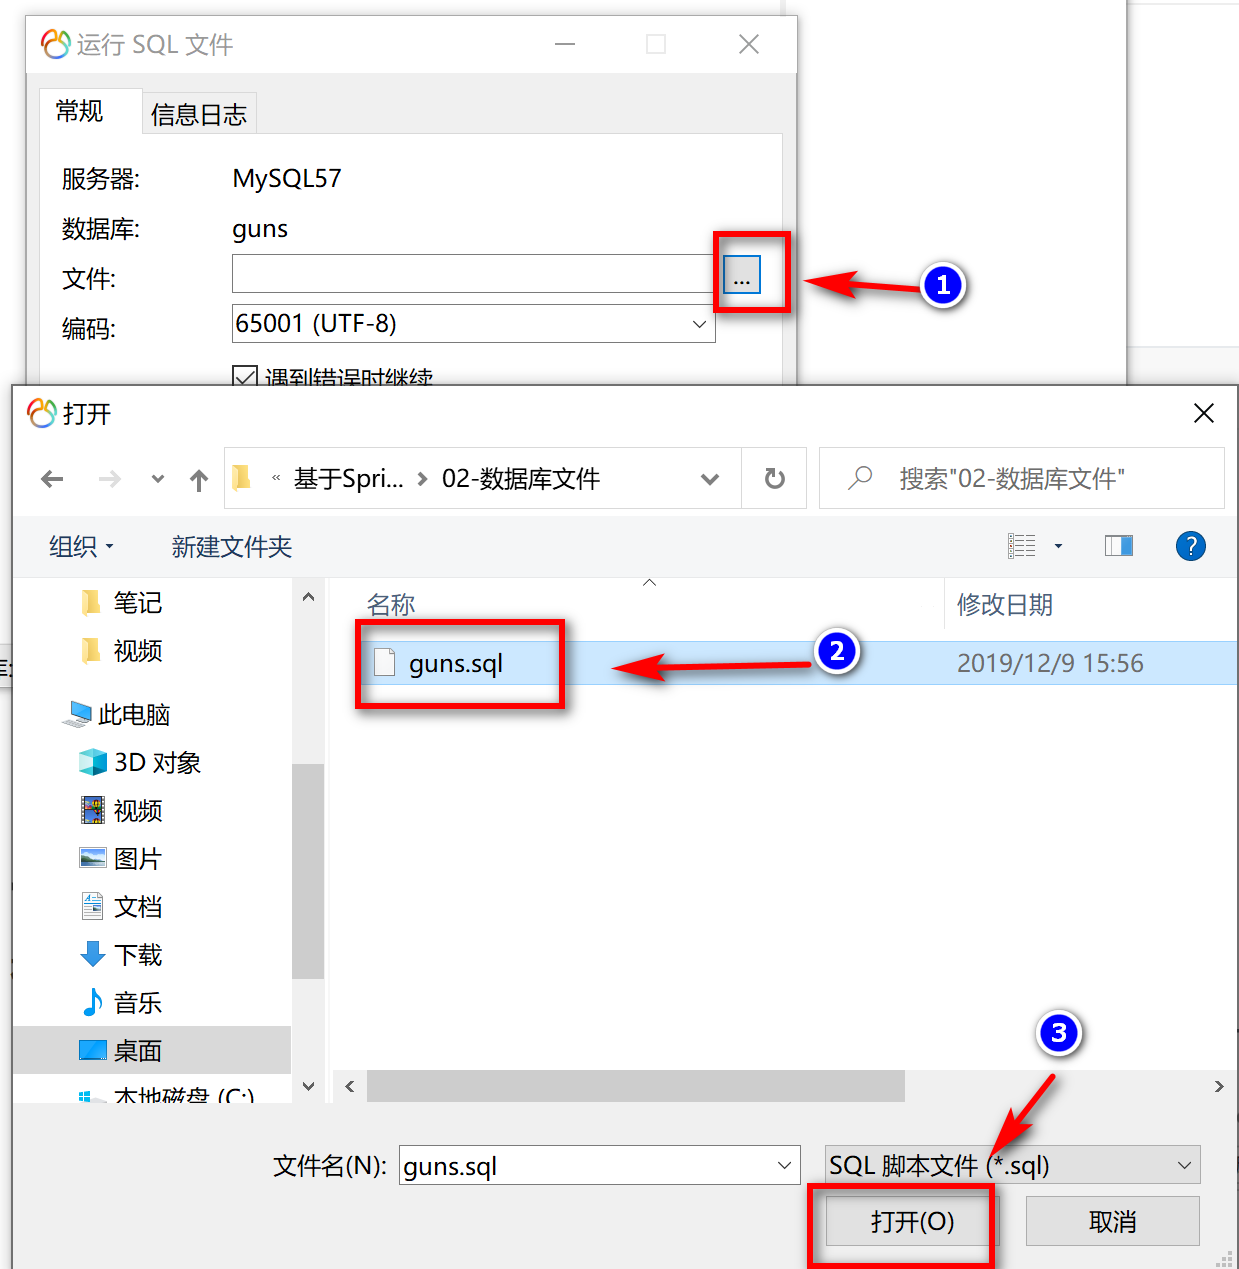 运行 SQL 文件
常规
信息日志
服务器:
MySQL57
数据库:
guns
文件:
...
1
编码:
65001 (UTF-8)
遇到错误时继续
打开
« 基于Spri... > 02-数据库文件
搜索"02-数据库文件"
组织
新建文件夹
?
名称
修改日期
笔记
视频
guns.sql
2019/12/9 15:56
2
此电脑
3D 对象
视频
图片
文档
下载
音乐
桌面
本地磁盘 (C:)
3
文件名(N):
guns.sql
SQL 脚本文件 (*.sql)
打开(O)
取消